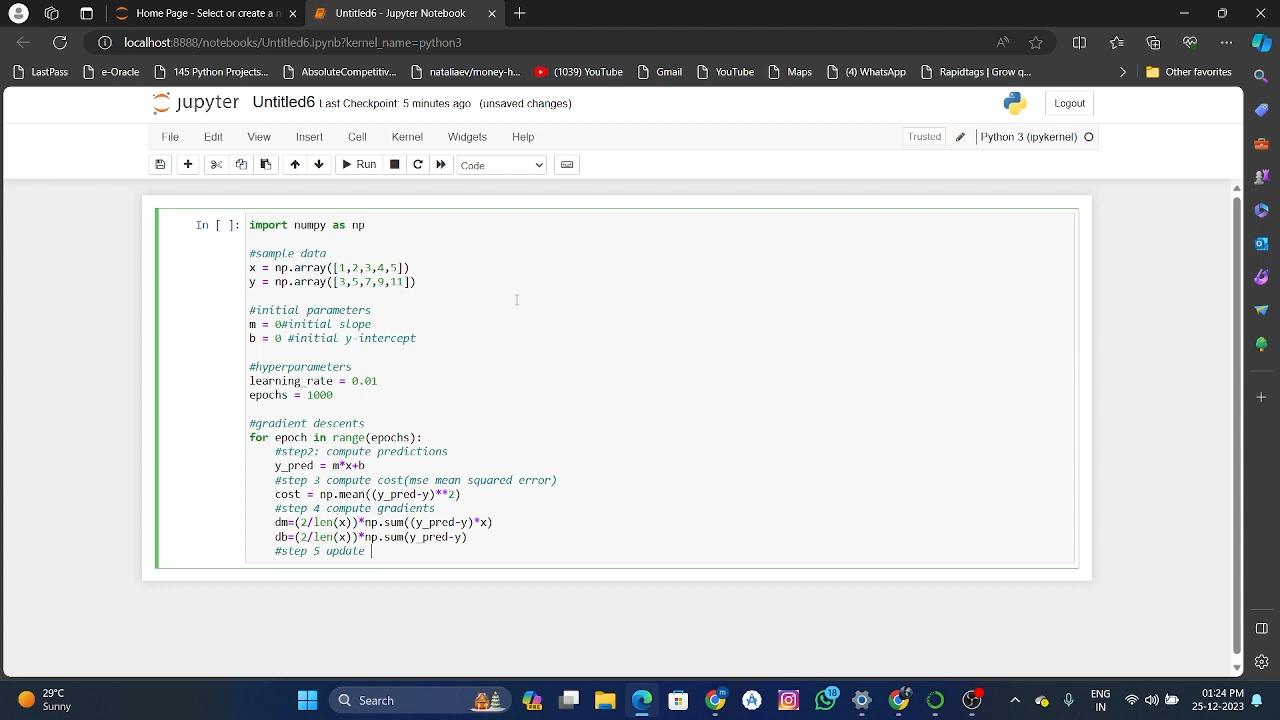 Home Page - Select or create a n
Untitled6 - Jupyter Notebook
localhost:8888/notebooks/Untitled6.ipynb?kernel_name=python3
LastPass e-Oracle 145 Python Projects... AbsoluteCompetitiv... nataliaev/money-h... (1039) YouTube Gmail YouTube Maps (4) WhatsApp Rapidtags | Grow q... Other favorites
jupyter Untitled6 Last Checkpoint: 5 minutes ago (unsaved changes) Logout
File Edit View Insert Cell Kernel Widgets Help Trusted Python 3 (ipykernel)
Run Code
In [ ]: import numpy as np
#sample data
x = np.array([1,2,3,4,5])
y = np.array([3,5,7,9,11])
#initial parameters
m = 0#initial slope
b = 0 #initial y-intercept
#hyperparameters
learning_rate = 0.01
epochs = 1000
#gradient descents
for epoch in range(epochs):
#step2: compute predictions
y_pred = m*x+b
#step 3 compute cost(mse mean squared error)
cost = np.mean((y_pred-y)**2)
#step 4 compute gradients
dm=(2/len(x))*np.sum((y_pred-y)*x)
db=(2/len(x))*np.sum(y_pred-y)
#step 5 update
29°C
Sunny
Search
18
ENG
IN
01:24 PM
25-12-2023